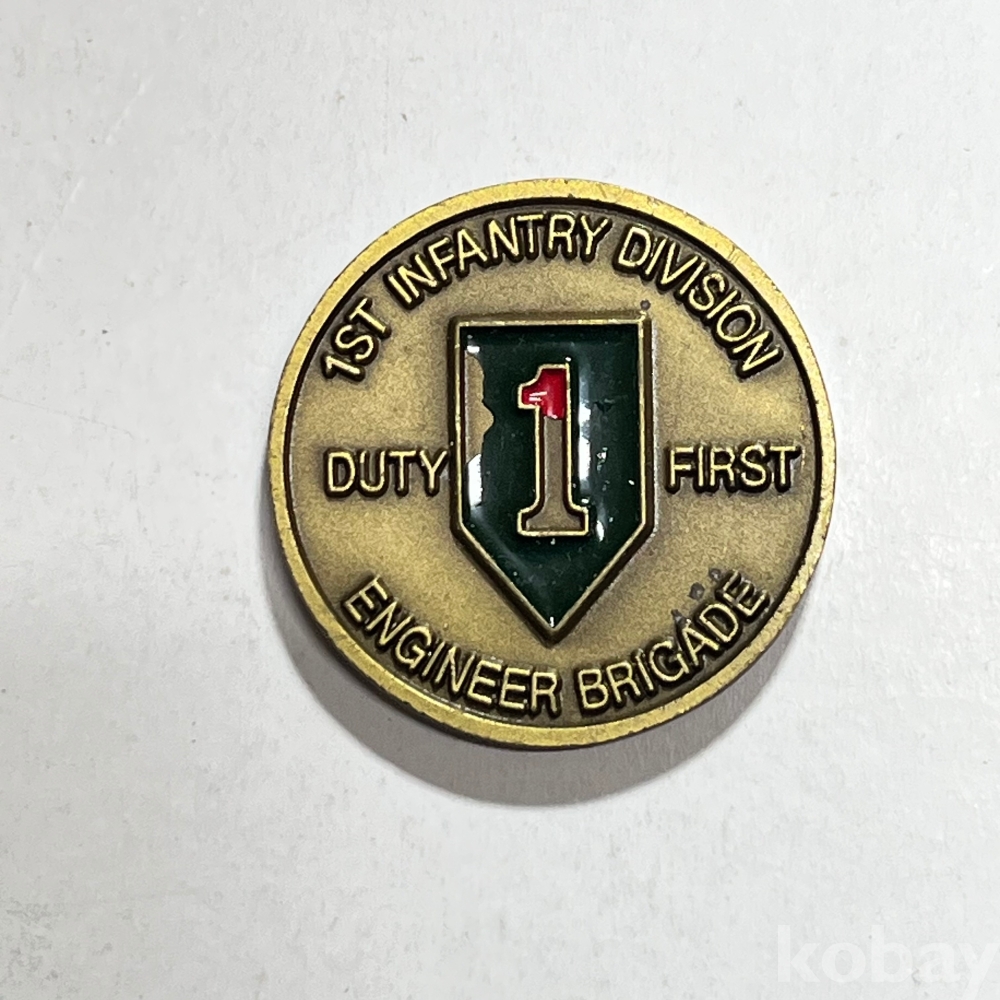 1ST INFANTRY DIVISION
1
DUTY FIRST
ENGINEER BRIGADE
kobay